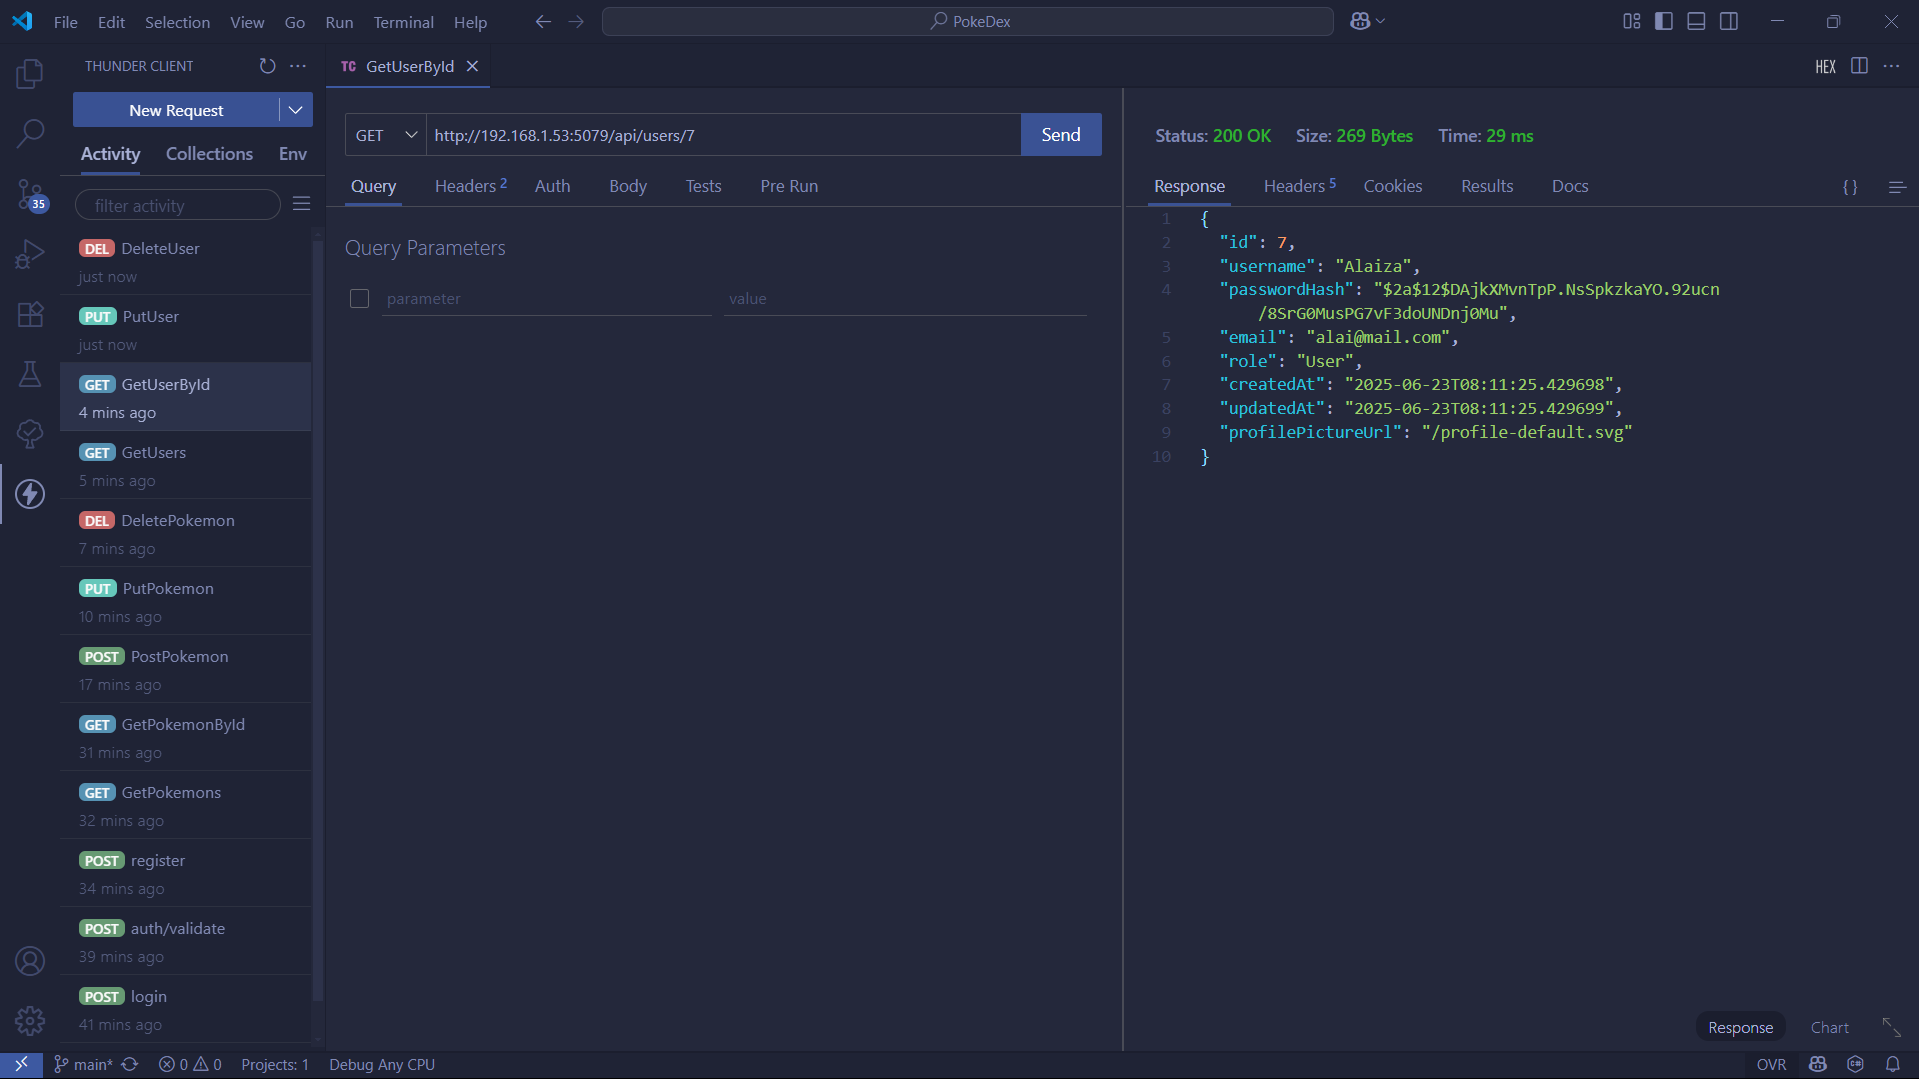 File Edit Selection View Go Run Terminal Help
PokeDex
THUNDER CLIENT
New Request
Activity Collections Env
filter activity
DEL DeleteUser
just now
PUT PutUser
just now
GET GetUserById
4 mins ago
GET GetUsers
5 mins ago
DEL DeletePokemon
7 mins ago
PUT PutPokemon
10 mins ago
POST PostPokemon
17 mins ago
GET GetPokemonById
31 mins ago
GET GetPokemons
32 mins ago
POST register
34 mins ago
POST auth/validate
39 mins ago
POST login
41 mins ago
35
TC GetUserById
HEX
GET http://192.168.1.53:5079/api/users/7 Send
Query Headers 2 Auth Body Tests Pre Run
Query Parameters
parameter value
Status: 200 OK Size: 269 Bytes Time: 29 ms
Response Headers 5 Cookies Results Docs { }
1 {
2 "id": 7,
3 "username": "Alaiza",
4 "passwordHash": "$2a$12$DAjkXMvnTpP.NsSpkzkaYO.92ucn
/8SrG0MusPG7vF3doUNDnj0Mu",
5 "email": "alai@mail.com",
6 "role": "User",
7 "createdAt": "2025-06-23T08:11:25.429698",
8 "updatedAt": "2025-06-23T08:11:25.429699",
9 "profilePictureUrl": "/profile-default.svg"
10 }
Response Chart
main* 0 0 Projects: 1 Debug Any CPU
OVR